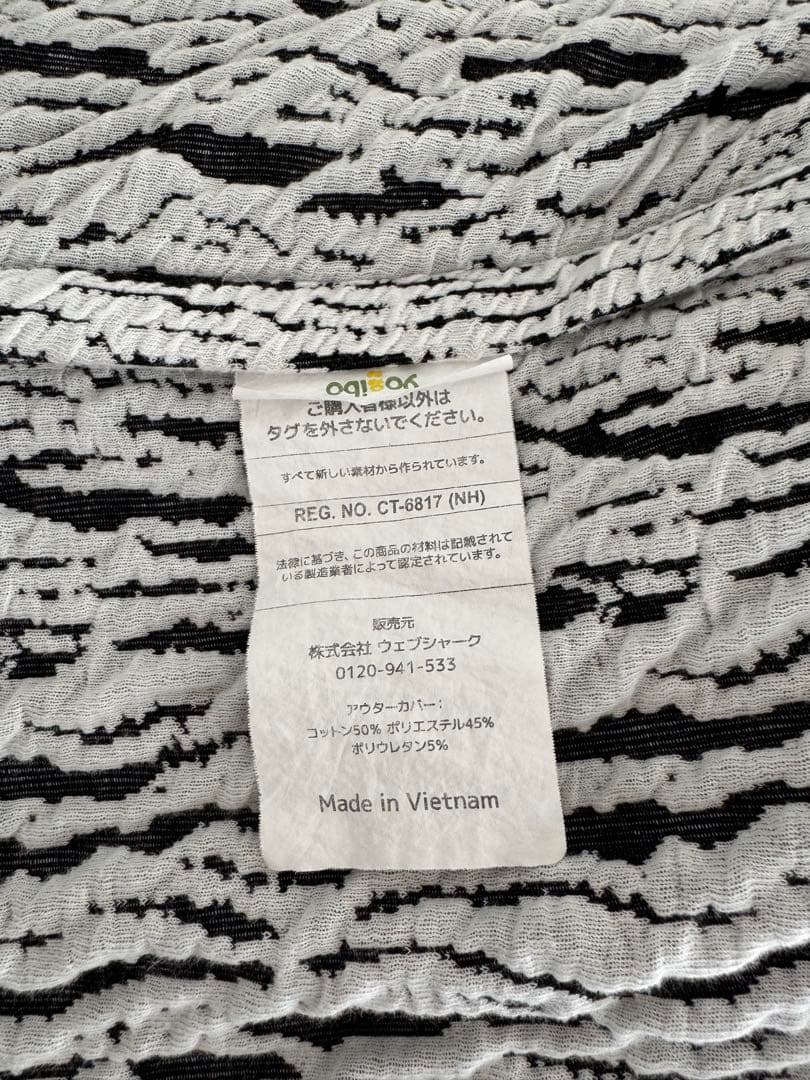 yogibo
ご購入者様以外は
タグを外さないでください。
すべて新しい素材から作られています。
REG. NO. CT-6817 (NH)
法律に基づき、この商品の材料は記載されて
いる製造業者によって認定されています。
販売元
株式会社 ウェブシャーク
0120-941-533
アウターカバー：
コットン50% ポリエステル45%
ポリウレタン5%
Made in Vietnam